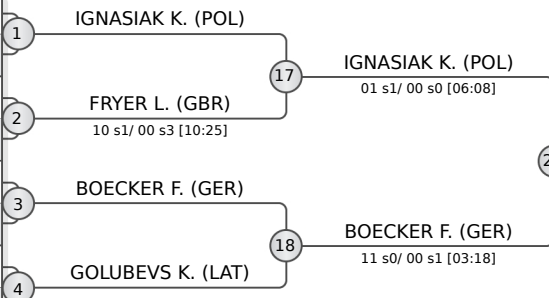 IGNASIAK K. (POL)
1
17
IGNASIAK K. (POL)
01 s1/ 00 s0 [06:08]
FRYER L. (GBR)
2
10 s1/ 00 s3 [10:25]
BOECKER F. (GER)
3
18
BOECKER F. (GER)
11 s0/ 00 s1 [03:18]
GOLUBEVS K. (LAT)
4